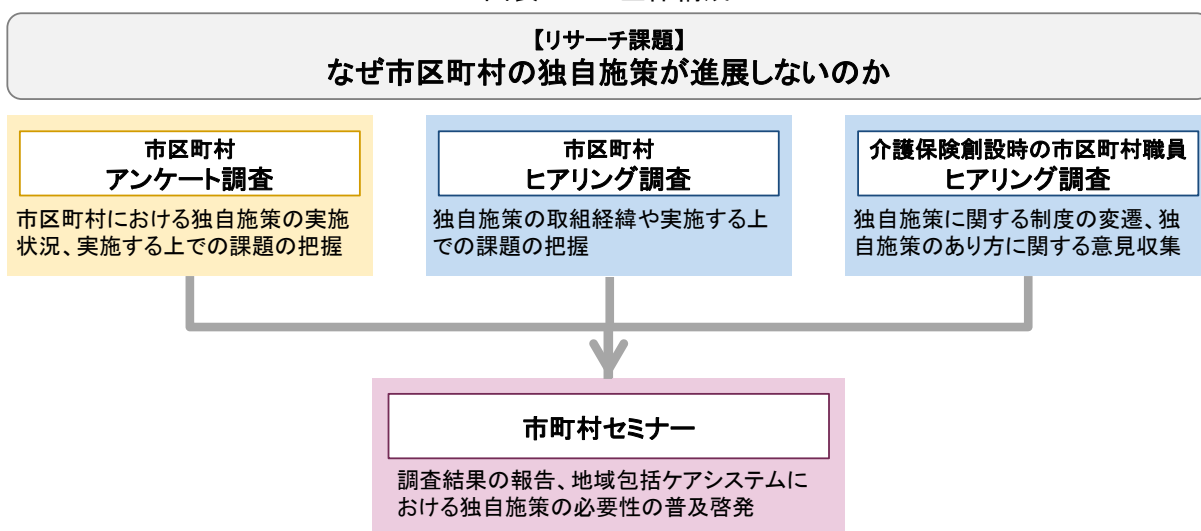 【リサーチ課題】
なぜ市区町村の独自施策が進展しないのか
市区町村
アンケート調査
市区町村における独自施策の実施
状況、実施する上での課題の把握
市区町村
ヒアリング調査
独自施策の取組経緯や実施する上
での課題の把握
介護保険創設時の市区町村職員
ヒアリング調査
独自施策に関する制度の変遷、独
自施策のあり方に関する意見収集
市町村セミナー
調査結果の報告、地域包括ケアシステムに
おける独自施策の必要性の普及啓発